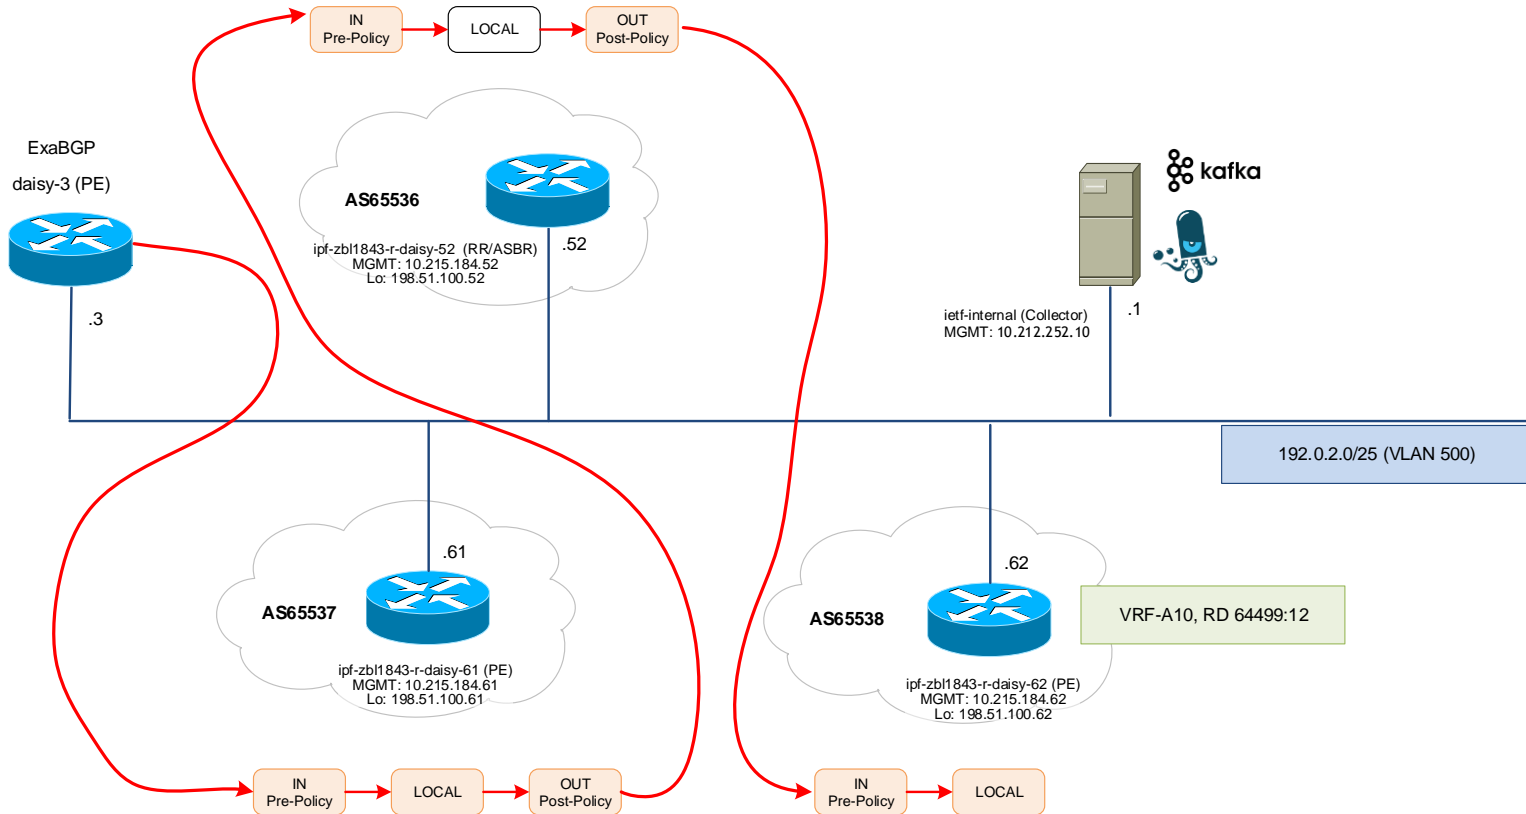 IN
Pre-Policy
LOCAL
OUT
Post-Policy
ExaBGP
daisy-3 (PE)
.3
AS65536
ipf-zbl1843-r-daisy-52 (RR/ASBR)
MGMT: 10.215.184.52
Lo: 198.51.100.52
.52
kafka
ietf-internal (Collector)
MGMT: 10.212.252.10
.1
192.0.2.0/25 (VLAN 500)
.61
AS65537
ipf-zbl1843-r-daisy-61 (PE)
MGMT: 10.215.184.61
Lo: 198.51.100.61
.62
AS65538
ipf-zbl1843-r-daisy-62 (PE)
MGMT: 10.215.184.62
Lo: 198.51.100.62
VRF-A10, RD 64499:12
IN
Pre-Policy
LOCAL
OUT
Post-Policy
IN
Pre-Policy
LOCAL